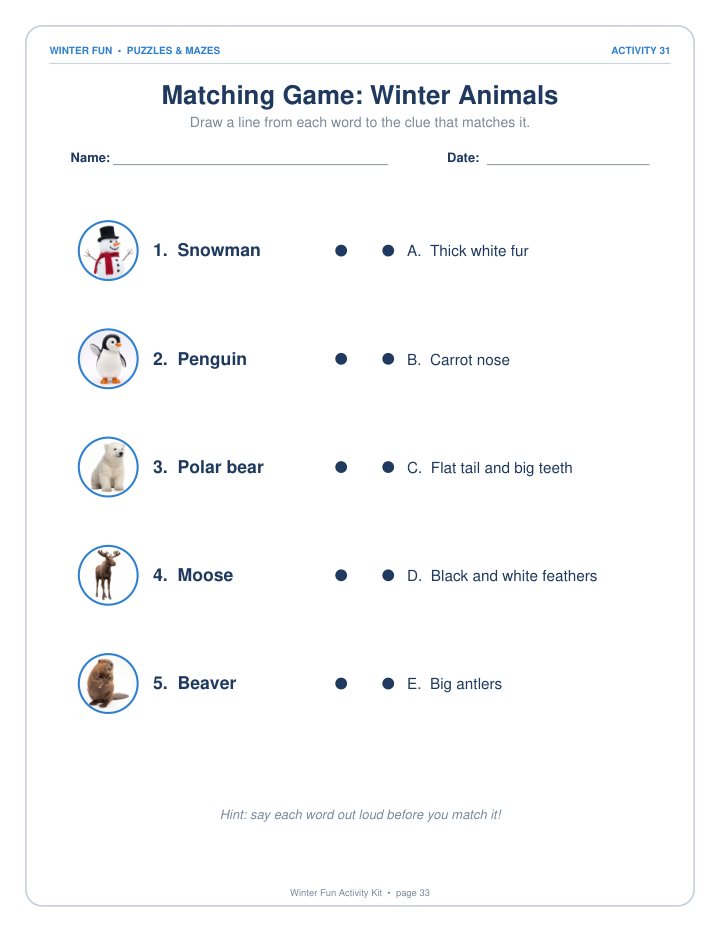 WINTER FUN • PUZZLES & MAZES ACTIVITY 31
Matching Game: Winter Animals
Draw a line from each word to the clue that matches it.
Name: Date:
1. Snowman A. Thick white fur
2. Penguin B. Carrot nose
3. Polar bear C. Flat tail and big teeth
4. Moose D. Black and white feathers
5. Beaver E. Big antlers
Hint: say each word out loud before you match it!
Winter Fun Activity Kit • page 33